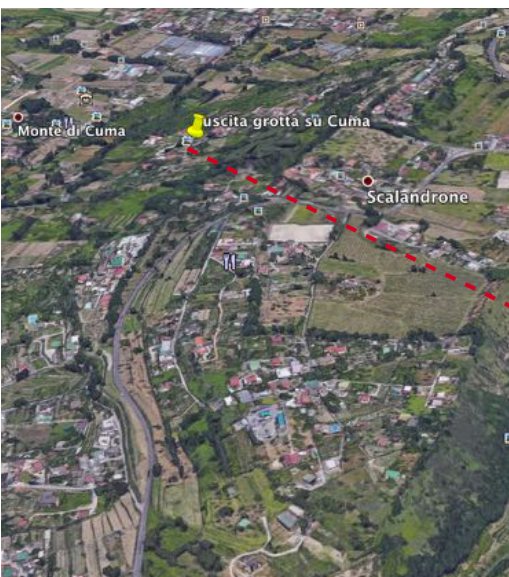 uscita grotta su Cuma
Monte di Cuma
Scalandrone